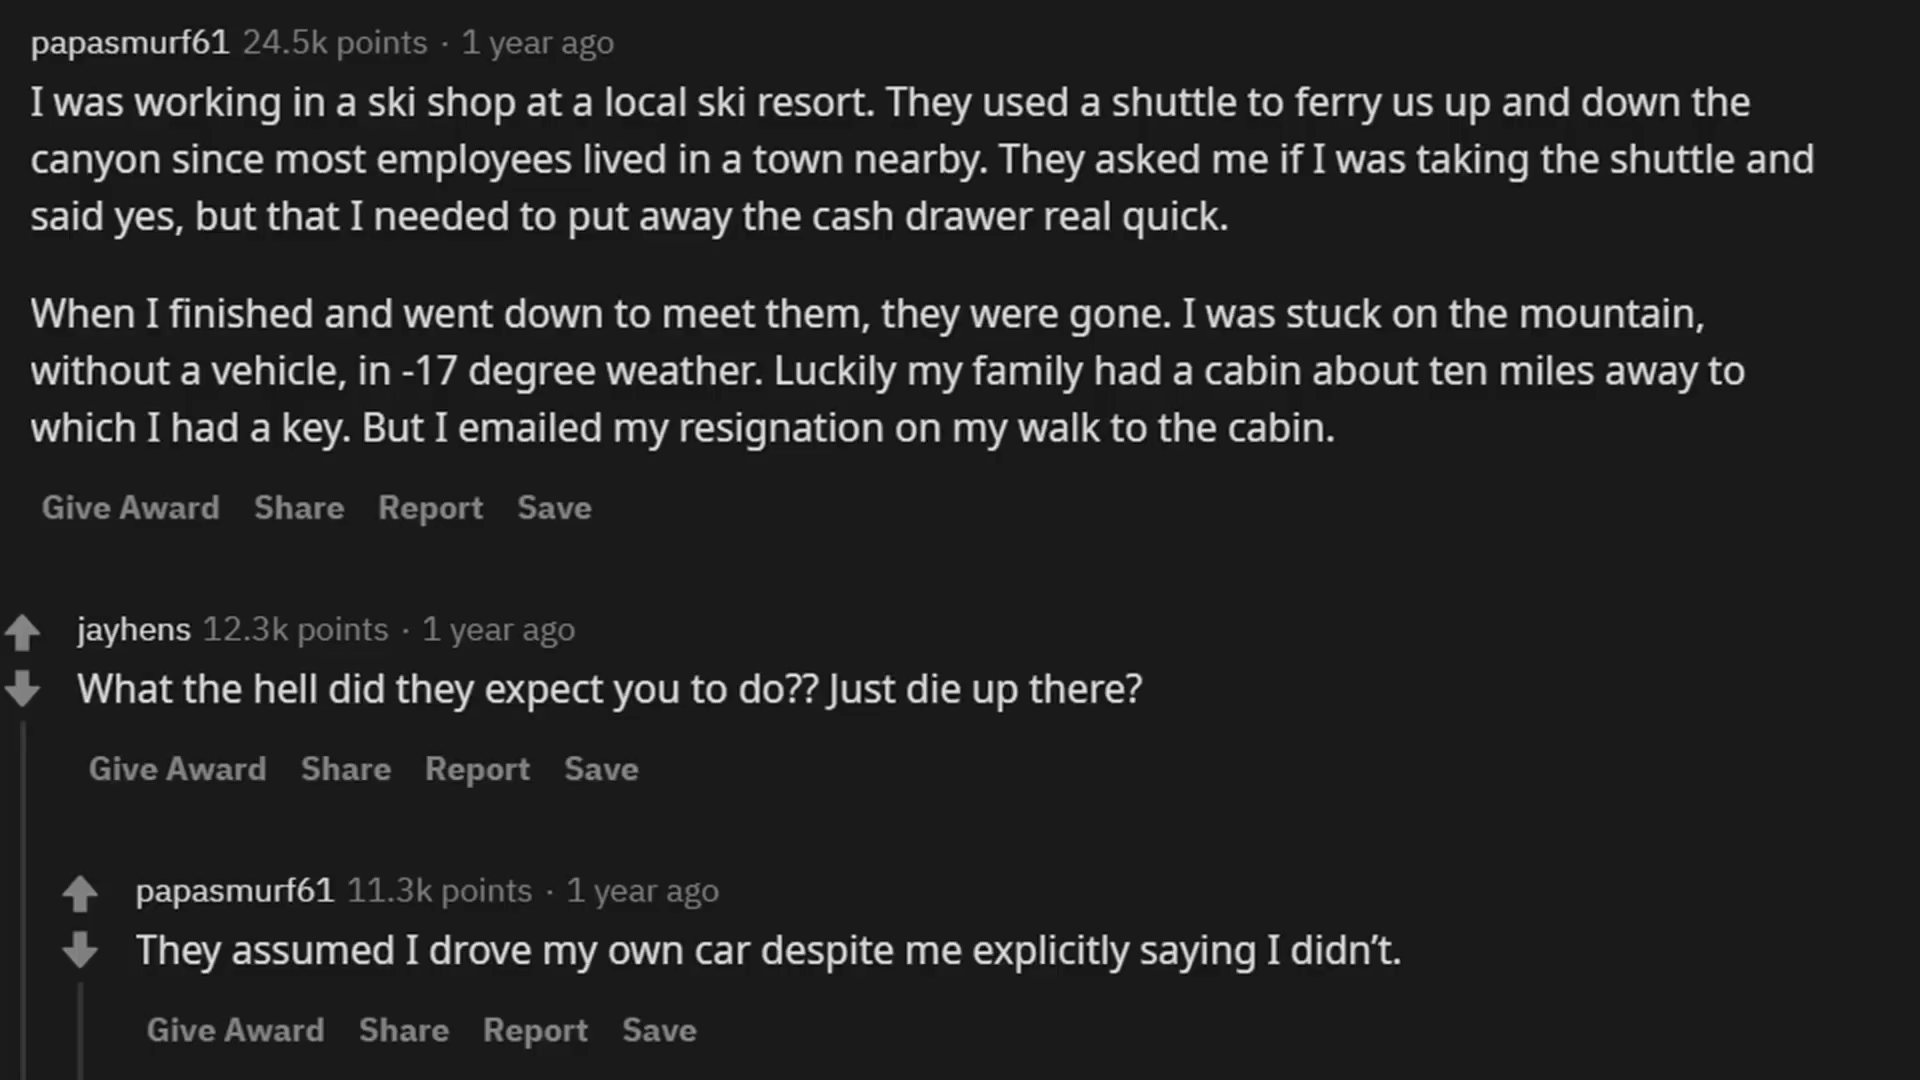 papasmurf61 24.5k points · 1 year ago
I was working in a ski shop at a local ski resort. They used a shuttle to ferry us up and down the
canyon since most employees lived in a town nearby. They asked me if I was taking the shuttle and
said yes, but that I needed to put away the cash drawer real quick.
When I finished and went down to meet them, they were gone. I was stuck on the mountain,
without a vehicle, in -17 degree weather. Luckily my family had a cabin about ten miles away to
which I had a key. But I emailed my resignation on my walk to the cabin.
Give Award Share Report Save
jayhens 12.3k points · 1 year ago
What the hell did they expect you to do?? Just die up there?
Give Award Share Report Save
papasmurf61 11.3k points · 1 year ago
They assumed I drove my own car despite me explicitly saying I didn’t.
Give Award Share Report Save